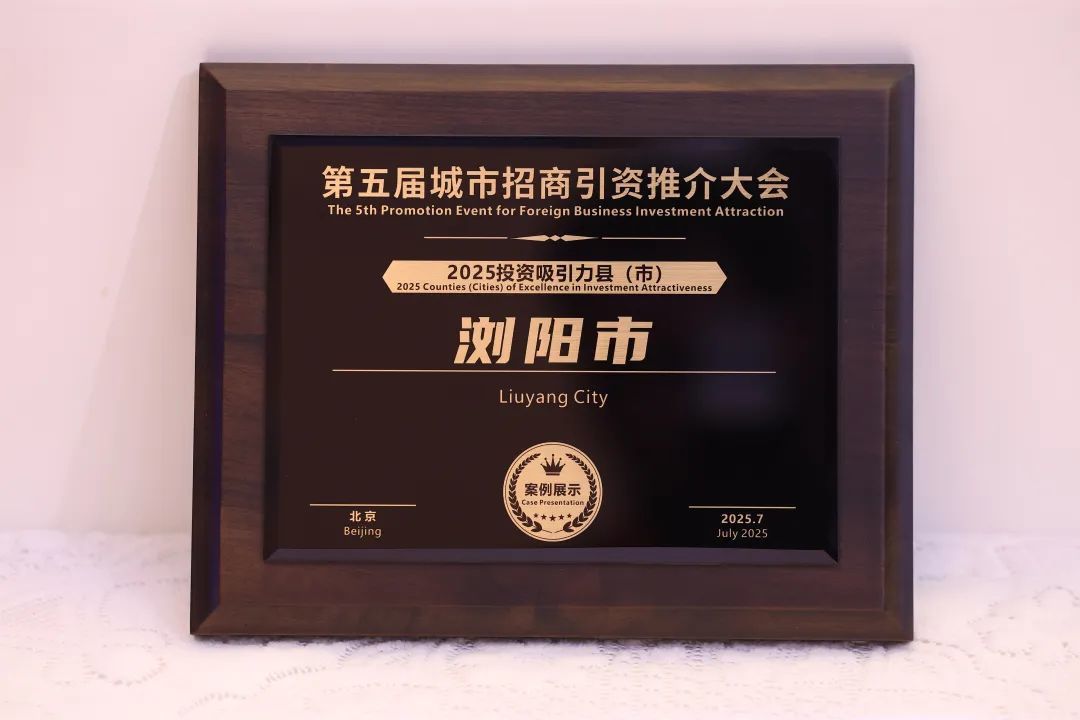 第五届城市招商引资推介大会
The 5th Promotion Event for Foreign Business Investment Attraction
2025投资吸引力县（市）
2025 Counties (Cities) of Excellence in Investment Attractiveness
浏阳市
Liuyang City
案例展示
Case Presentation
北京
Beijing
2025.7
July 2025